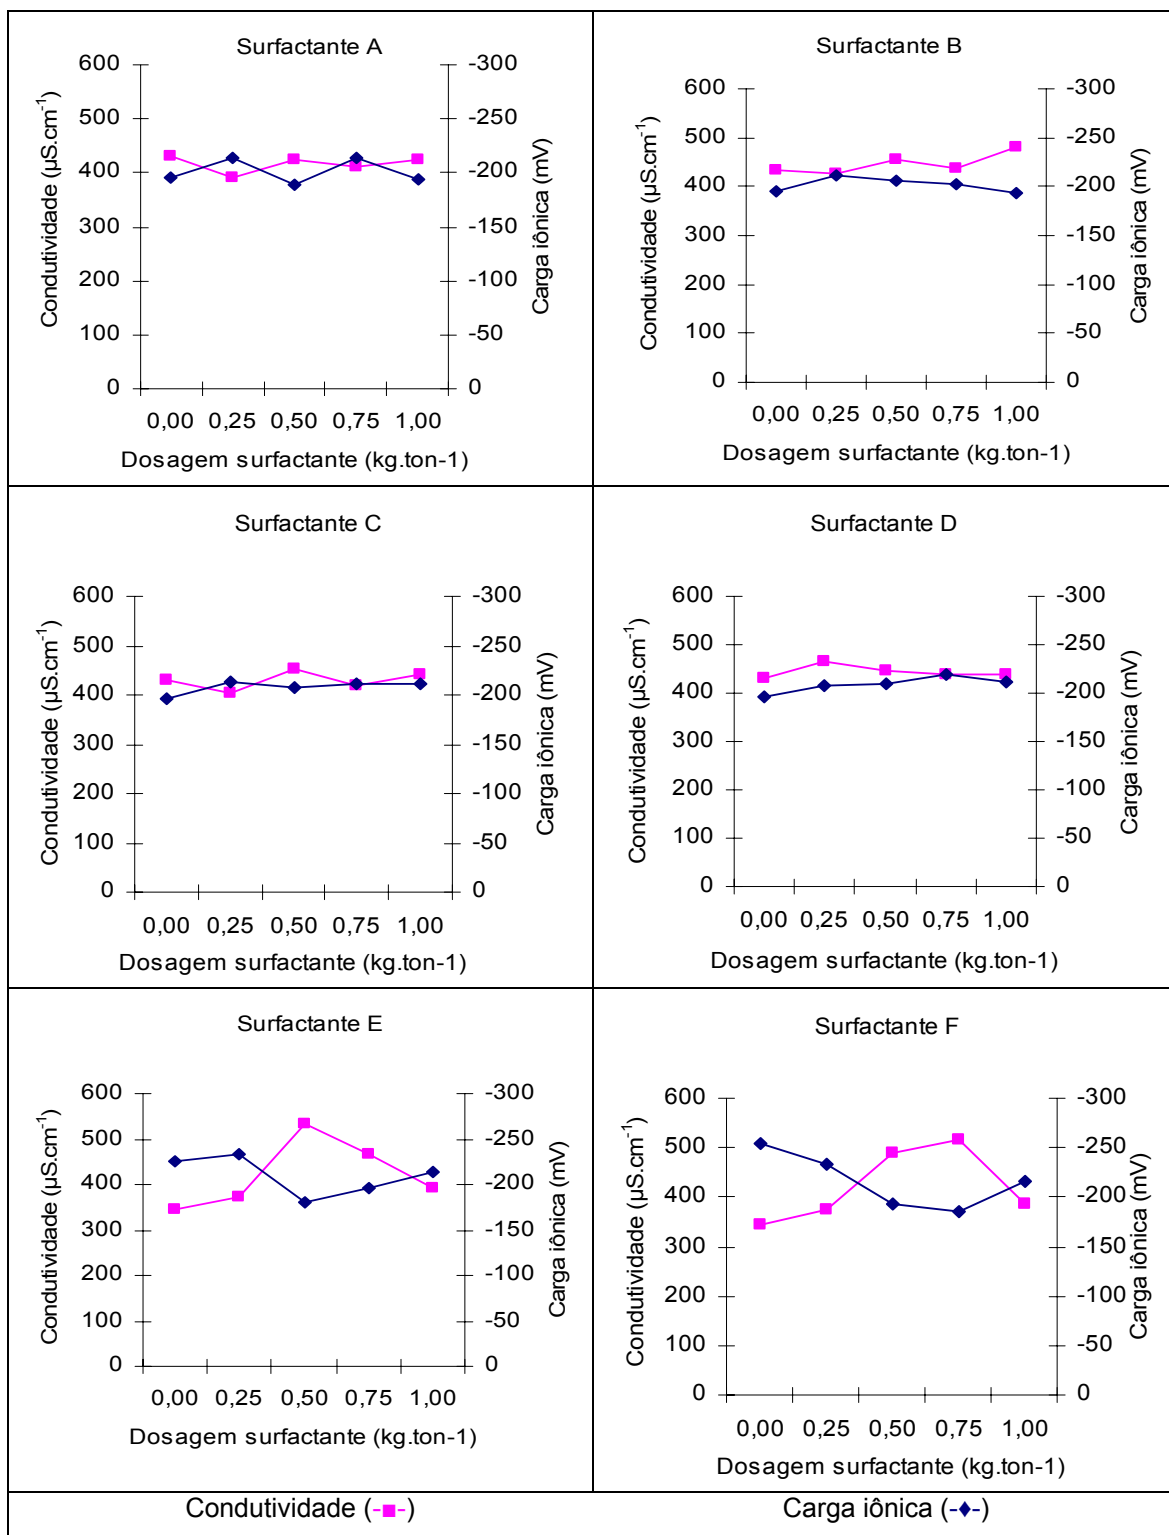 Surfactante A
600
500
400
300
200
100
0
Condutividade (µS.cm-1)
-300
-250
-200
-150
-100
-50
0
Carga iônica (mV)
0,00 0,25 0,50 0,75 1,00
Dosagem surfactante (kg.ton-1)
Surfactante B
600
500
400
300
200
100
0
Condutividade (µS.cm-1)
-300
-250
-200
-150
-100
-50
0
Carga iônica (mV)
0,00 0,25 0,50 0,75 1,00
Dosagem surfactante (kg.ton-1)
Surfactante C
600
500
400
300
200
100
0
Condutividade (µS.cm-1)
-300
-250
-200
-150
-100
-50
0
Carga iônica (mV)
0,00 0,25 0,50 0,75 1,00
Dosagem surfactante (kg.ton-1)
Surfactante D
600
500
400
300
200
100
0
Condutividade (µS.cm-1)
-300
-250
-200
-150
-100
-50
0
Carga iônica (mV)
0,00 0,25 0,50 0,75 1,00
Dosagem surfactante (kg.ton-1)
Surfactante E
600
500
400
300
200
100
0
Condutividade (µS.cm-1)
-300
-250
-200
-150
-100
-50
0
Carga iônica (mV)
0,00 0,25 0,50 0,75 1,00
Dosagem surfactante (kg.ton-1)
Surfactante F
600
500
400
300
200
100
0
Condutividade (µS.cm-1)
-300
-250
-200
-150
-100
-50
0
Carga iônica (mV)
0,00 0,25 0,50 0,75 1,00
Dosagem surfactante (kg.ton-1)
Condutividade (-■-)
Carga iônica (-◆-)